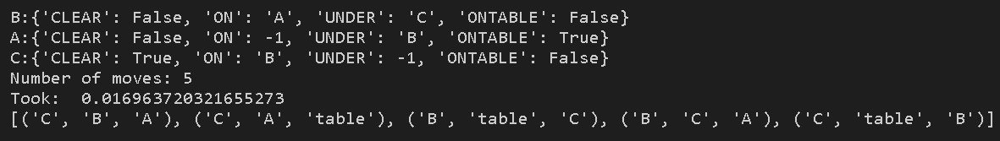 B:{'CLEAR': False, 'ON': 'A', 'UNDER': 'C', 'ONTABLE': False}
A:{'CLEAR': False, 'ON': -1, 'UNDER': 'B', 'ONTABLE': True}
C:{'CLEAR': True, 'ON': 'B', 'UNDER': -1, 'ONTABLE': False}
Number of moves: 5
Took:  0.016963720321655273
[('C', 'B', 'A'), ('C', 'A', 'table'), ('B', 'table', 'C'), ('B', 'C', 'A'), ('C', 'table', 'B')]